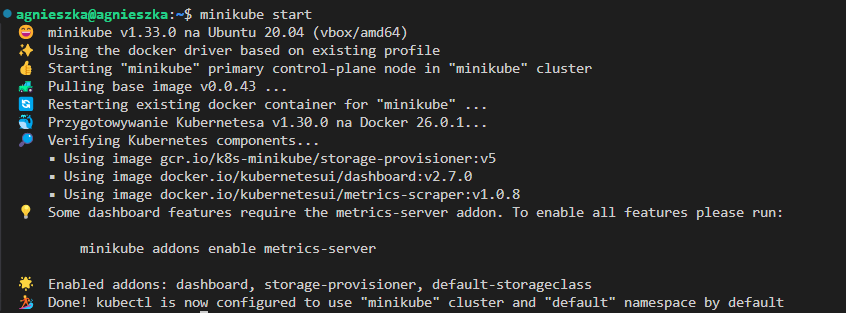 agnieszka@agnieszka:~$ minikube start
😄 minikube v1.33.0 na Ubuntu 20.04 (vbox/amd64)
✨ Using the docker driver based on existing profile
👍 Starting "minikube" primary control-plane node in "minikube" cluster
🚜 Pulling base image v0.0.43 ...
🔄 Restarting existing docker container for "minikube" ...
🐳 Przygotowywanie Kubernetesa v1.30.0 na Docker 26.0.1...
🔎 Verifying Kubernetes components...
▪ Using image gcr.io/k8s-minikube/storage-provisioner:v5
▪ Using image docker.io/kubernetesui/dashboard:v2.7.0
▪ Using image docker.io/kubernetesui/metrics-scraper:v1.0.8
💡 Some dashboard features require the metrics-server addon. To enable all features please run:
minikube addons enable metrics-server
🌟 Enabled addons: dashboard, storage-provisioner, default-storageclass
🏄 Done! kubectl is now configured to use "minikube" cluster and "default" namespace by default